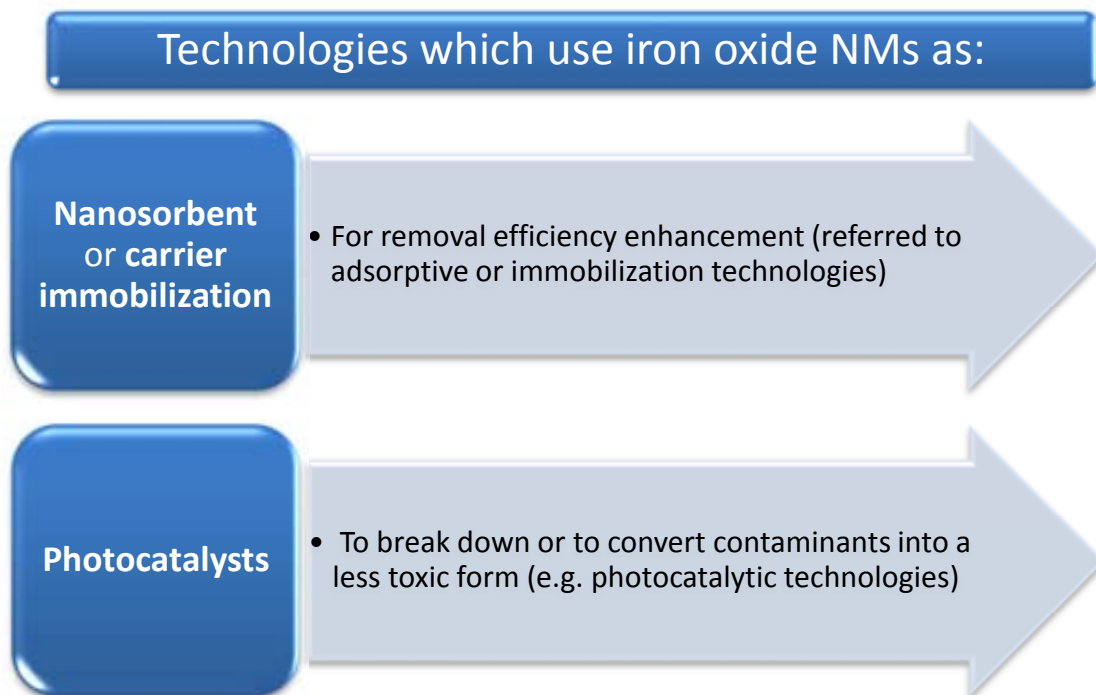 Technologies which use iron oxide NMs as:
Nanosorbent
or carrier
immobilization
• For removal efficiency enhancement (referred to
adsorptive or immobilization technologies)
Photocatalysts
• To break down or to convert contaminants into a
less toxic form (e.g. photocatalytic technologies)